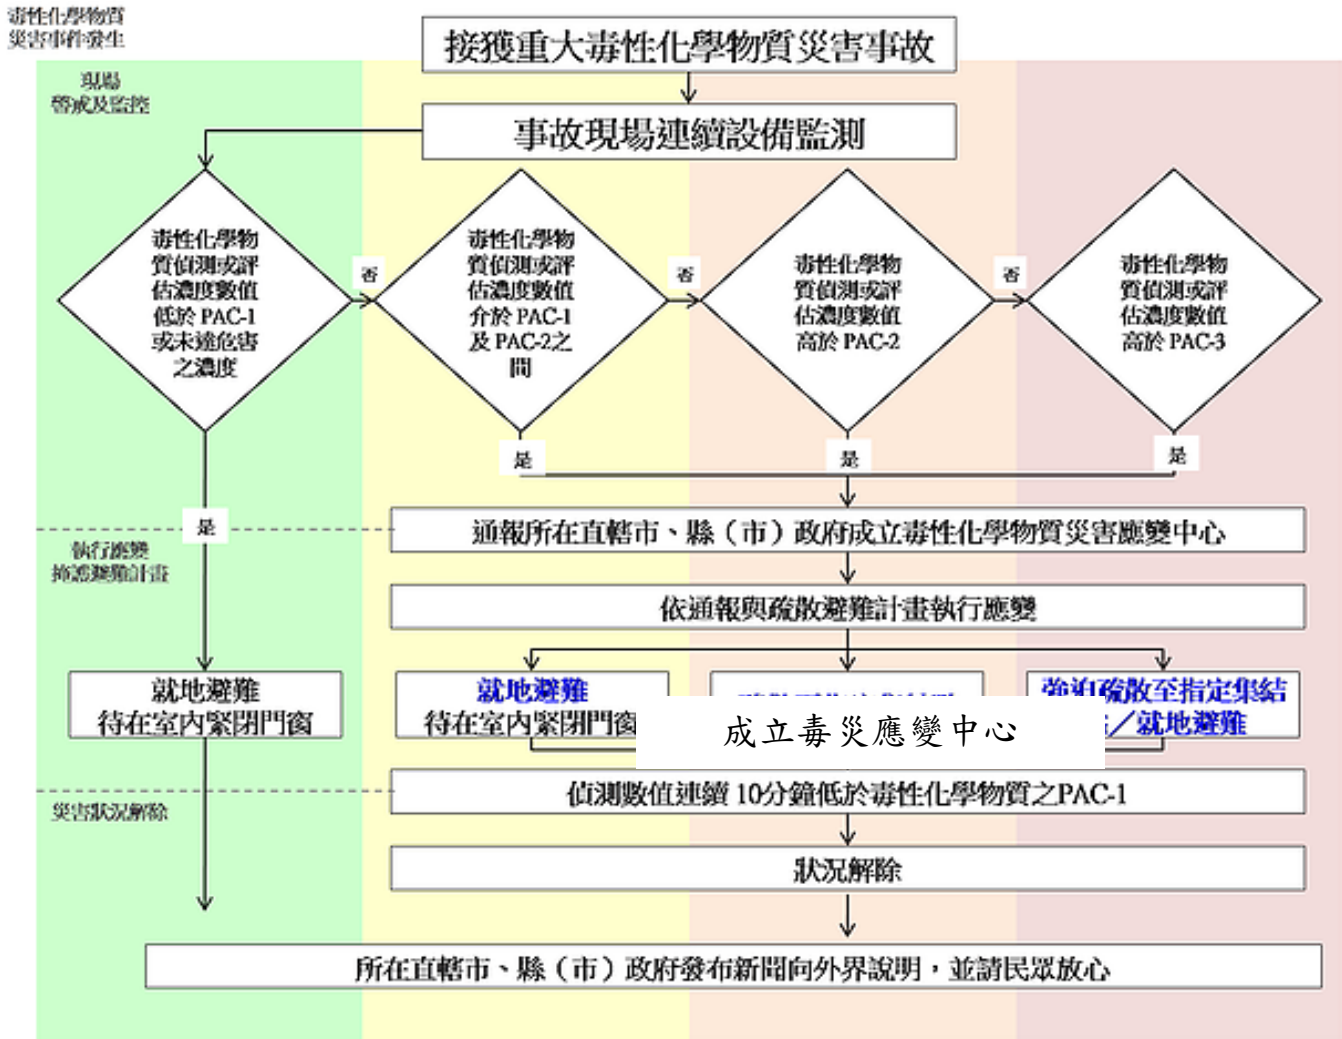 毒性化學物質
災害事件發生
接獲重大毒性化學物質災害事故
現場
警戒及監控
事故現場連續設備監測
毒性化學物
質偵測或評
估濃度數值
低於 PAC-1
或未達危害
之濃度
否
毒性化學物
質偵測或評
估濃度數值
介於 PAC-1
及 PAC-2之
間
否
毒性化學物
質偵測或評
估濃度數值
高於 PAC-2
否
毒性化學物
質偵測或評
估濃度數值
高於 PAC-3
是
是
是
是
通報所在直轄市、縣（市）政府成立毒性化學物質災害應變中心
執行應變
掩護避難計畫
依通報與疏散避難計畫執行應變
就地避難
待在室內緊閉門窗
就地避難
待在室內緊閉門窗
強迫疏散至指定集結
／就地避難
成立毒災應變中心
偵測數值連續 10分鐘低於毒性化學物質之PAC-1
災害狀況解除
狀況解除
所在直轄市、縣（市）政府發布新聞向外界說明，並請民眾放心